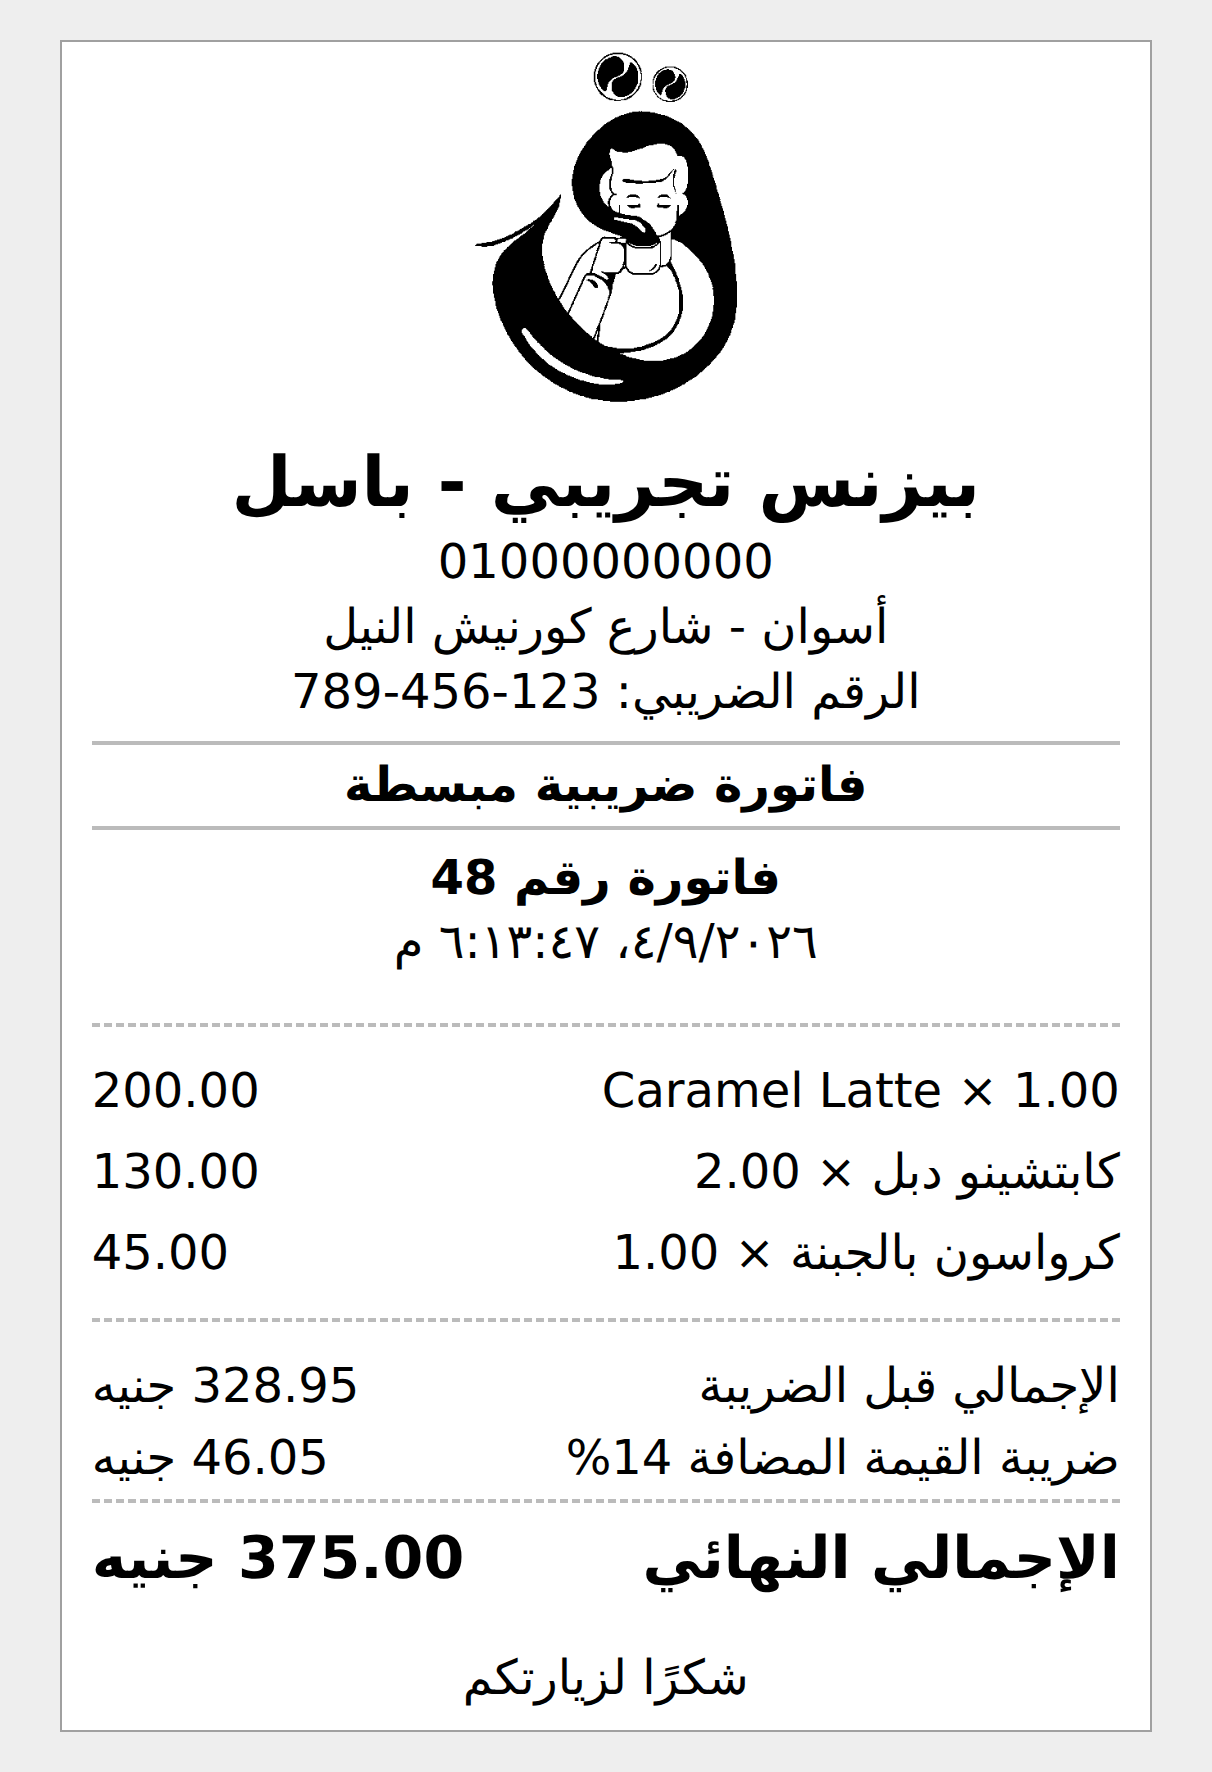 بيزنس تجريبي - باسل
01000000000
أسوان - شارع كورنيش النيل
الرقم الضريبي: 123-456-789
فاتورة ضريبية مبسطة
فاتورة رقم 48
٤/٩/٢٠٢٦، ٦:١٣:٤٧ م
Caramel Latte × 1.00 200.00
كابتشينو دبل × 2.00 130.00
كرواسون بالجبنة × 1.00 45.00
الإجمالي قبل الضريبة 328.95 جنيه
ضريبة القيمة المضافة 14% 46.05 جنيه
الإجمالي النهائي 375.00 جنيه
شكرًا لزيارتكم